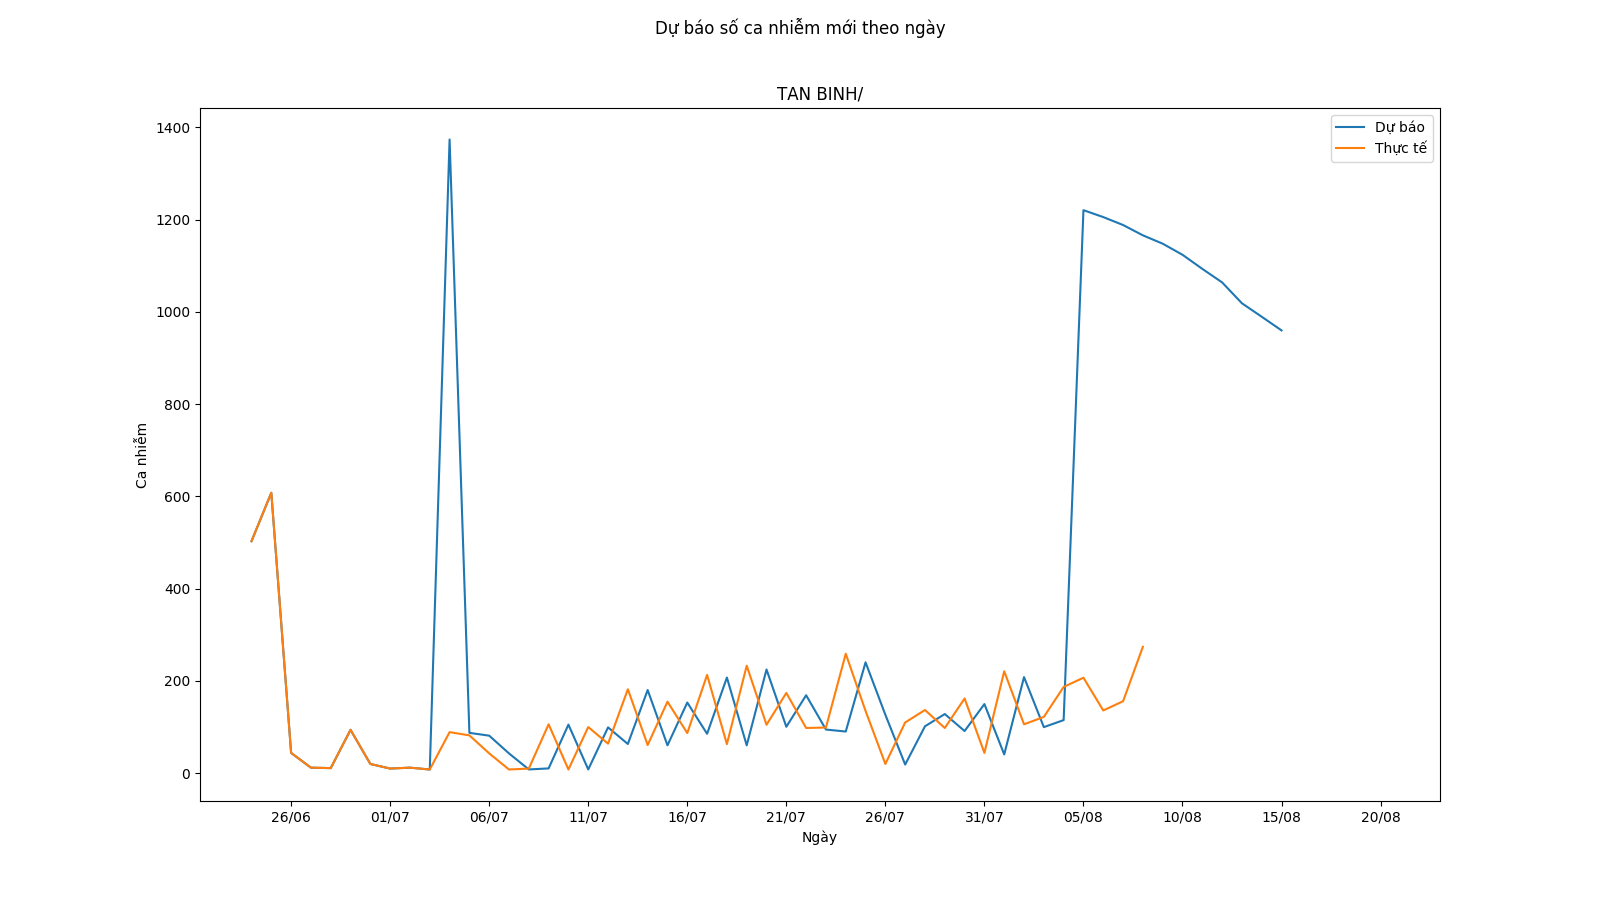 Dự báo số ca nhiễm mới theo ngày
TAN BINH/
Dự báo
Thực tế
1400
1200
1000
800
600
400
200
0
Ca nhiễm
26/06 01/07 06/07 11/07 16/07 21/07 26/07 31/07 05/08 10/08 15/08 20/08
Ngày